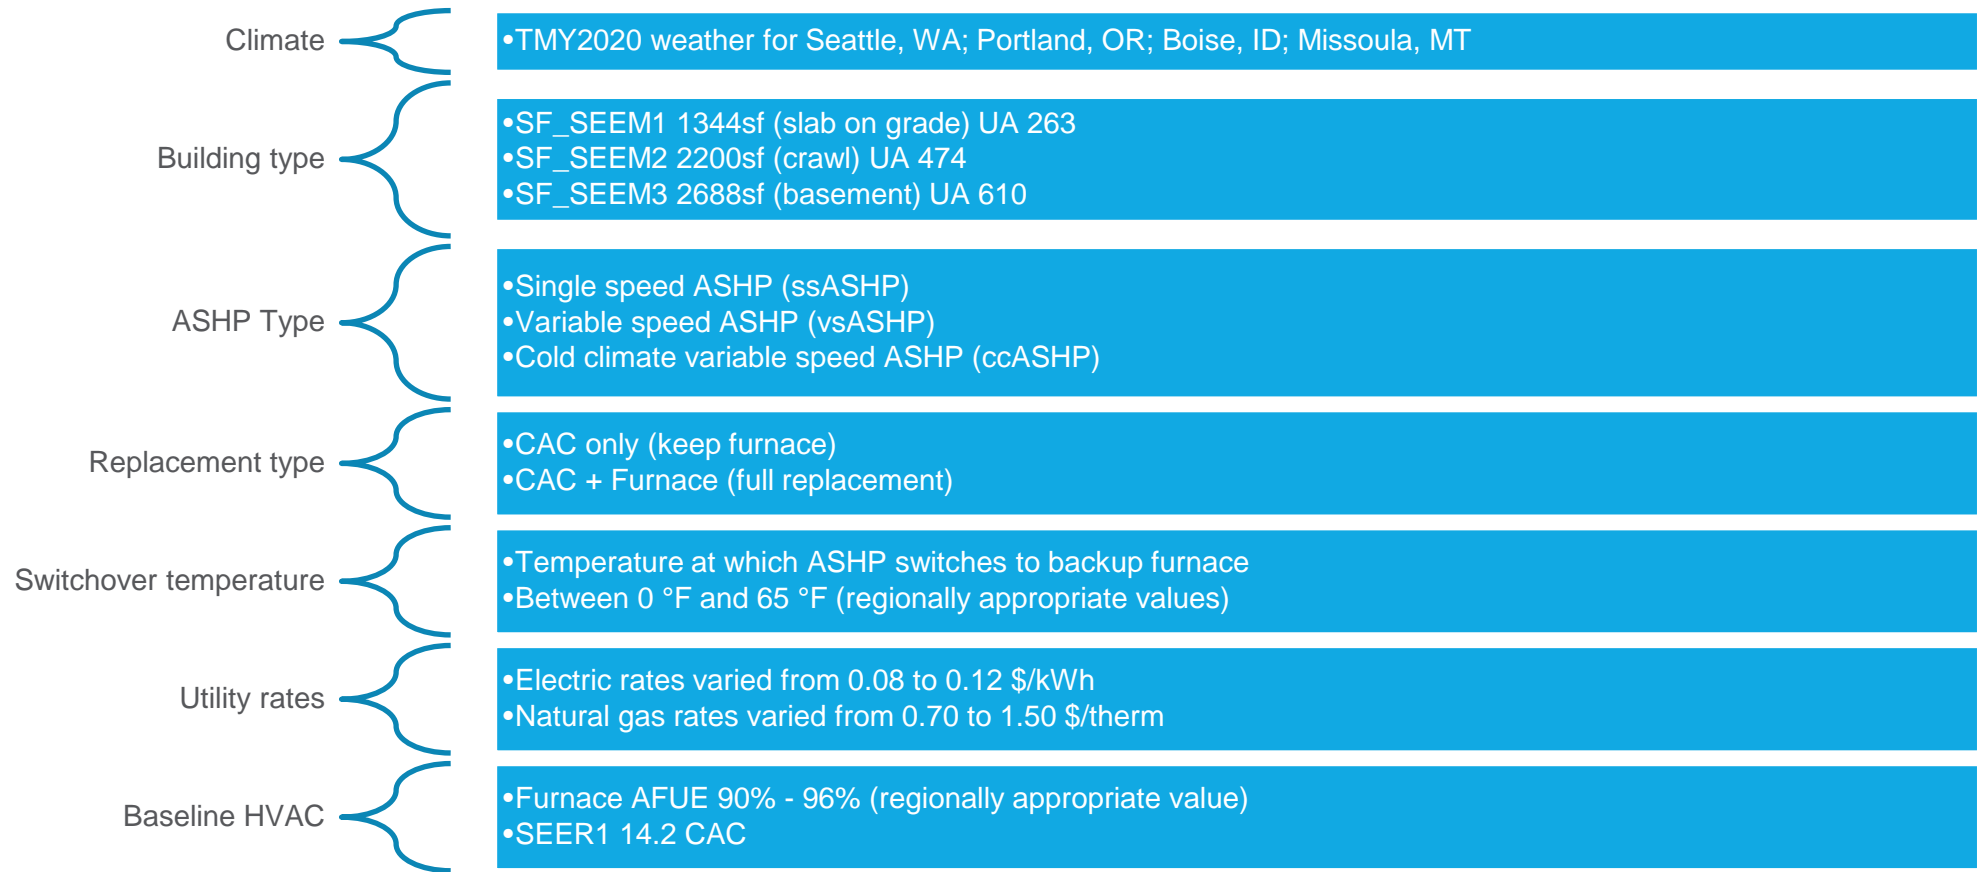 Climate
•TMY2020 weather for Seattle, WA; Portland, OR; Boise, ID; Missoula, MT
Building type
•SF_SEEM1 1344sf (slab on grade) UA 263
•SF_SEEM2 2200sf (crawl) UA 474
•SF_SEEM3 2688sf (basement) UA 610
ASHP Type
•Single speed ASHP (ssASHP)
•Variable speed ASHP (vsASHP)
•Cold climate variable speed ASHP (ccASHP)
Replacement type
•CAC only (keep furnace)
•CAC + Furnace (full replacement)
Switchover temperature
•Temperature at which ASHP switches to backup furnace
•Between 0 °F and 65 °F (regionally appropriate values)
Utility rates
•Electric rates varied from 0.08 to 0.12 $/kWh
•Natural gas rates varied from 0.70 to 1.50 $/therm
Baseline HVAC
•Furnace AFUE 90% - 96% (regionally appropriate value)
•SEER1 14.2 CAC